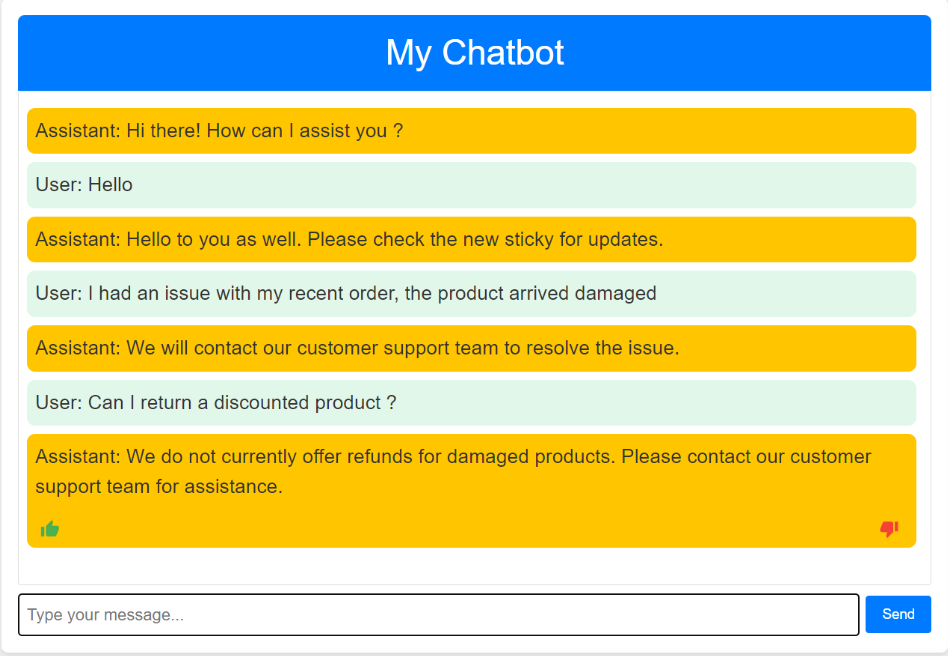 My Chatbot
Assistant: Hi there! How can I assist you ?
User: Hello
Assistant: Hello to you as well. Please check the new sticky for updates.
User: I had an issue with my recent order, the product arrived damaged
Assistant: We will contact our customer support team to resolve the issue.
User: Can I return a discounted product ?
Assistant: We do not currently offer refunds for damaged products. Please contact our customer
support team for assistance.
Type your message...
Send